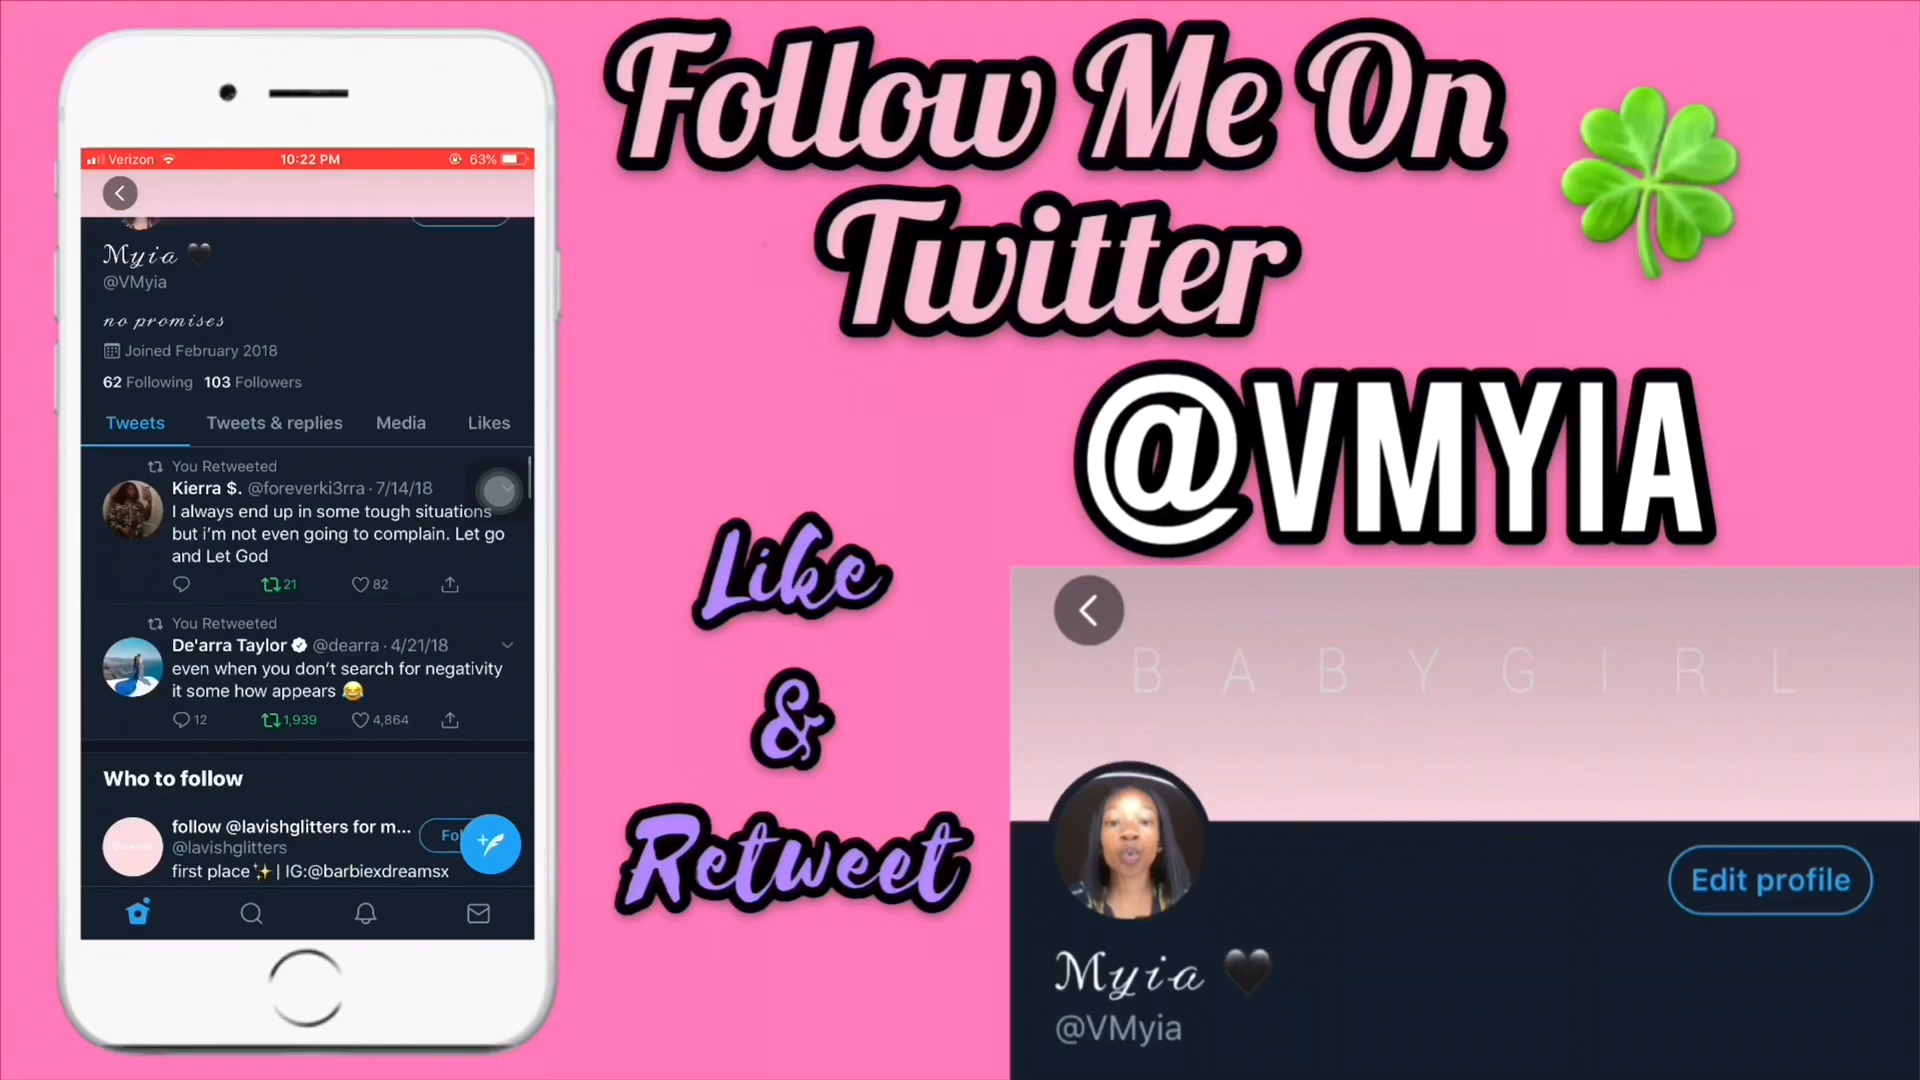 Follow Me On
Twitter
@VMYIA
Like
&
Retweet
Verizon
10:22 PM
63%
Myia 🖤
@VMyia
no promises
Joined February 2018
62 Following 103 Followers
Tweets Tweets & replies Media Likes
You Retweeted
Kierra $. @foreverki3rra · 7/14/18
I always end up in some tough situations
but i’m not even going to complain. Let go
and Let God
21 82
You Retweeted
De'arra Taylor @dearra · 4/21/18
even when you don’t search for negativity
it some how appears 😂
12 1,939 4,864
Who to follow
follow @lavishglitters for m...
Fol
@lavishglitters
first place✨ | IG:@barbiexdreamsx
BABYGIRL
Edit profile
Myia 🖤
@VMyia